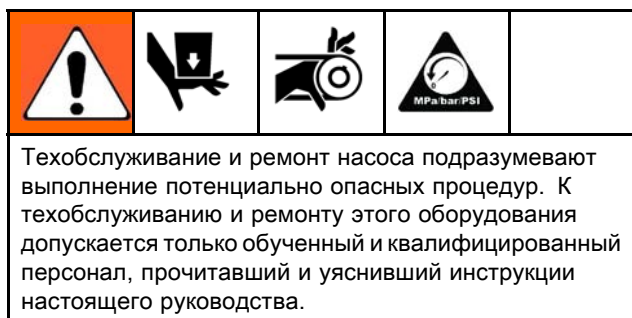 MPa/bar/PSI
Техобслуживание и ремонт насоса подразумевают
выполнение потенциально опасных процедур. К
техобслуживанию и ремонту этого оборудования
допускается только обученный и квалифицированный
персонал, прочитавший и уяснивший инструкции
настоящего руководства.